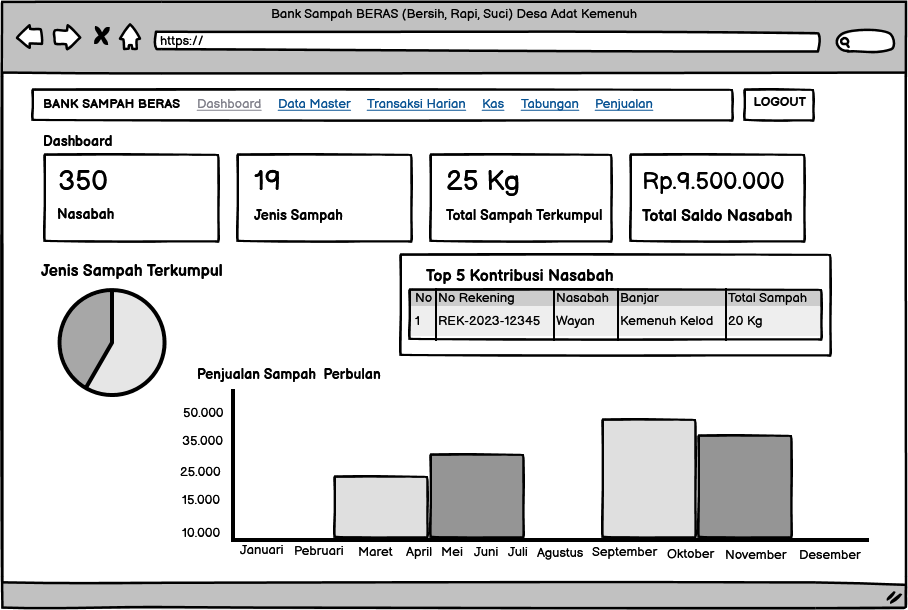 Bank Sampah BERAS (Bersih, Rapi, Suci) Desa Adat Kemenuh
https://
BANK SAMPAH BERAS Dashboard Data Master Transaksi Harian Kas Tabungan Penjualan LOGOUT
Dashboard
350
Nasabah
19
Jenis Sampah
25 Kg
Total Sampah Terkumpul
Rp.9.500.000
Total Saldo Nasabah
Jenis Sampah Terkumpul
Top 5 Kontribusi Nasabah
No No Rekening Nasabah Banjar Total Sampah
1 REK-2023-12345 Wayan Kemenuh Kelod 20 Kg
Penjualan Sampah Perbulan
50.000
35.000
25.000
15.000
10.000
Januari Pebruari Maret April Mei Juni Juli Agustus September Oktober November Desember